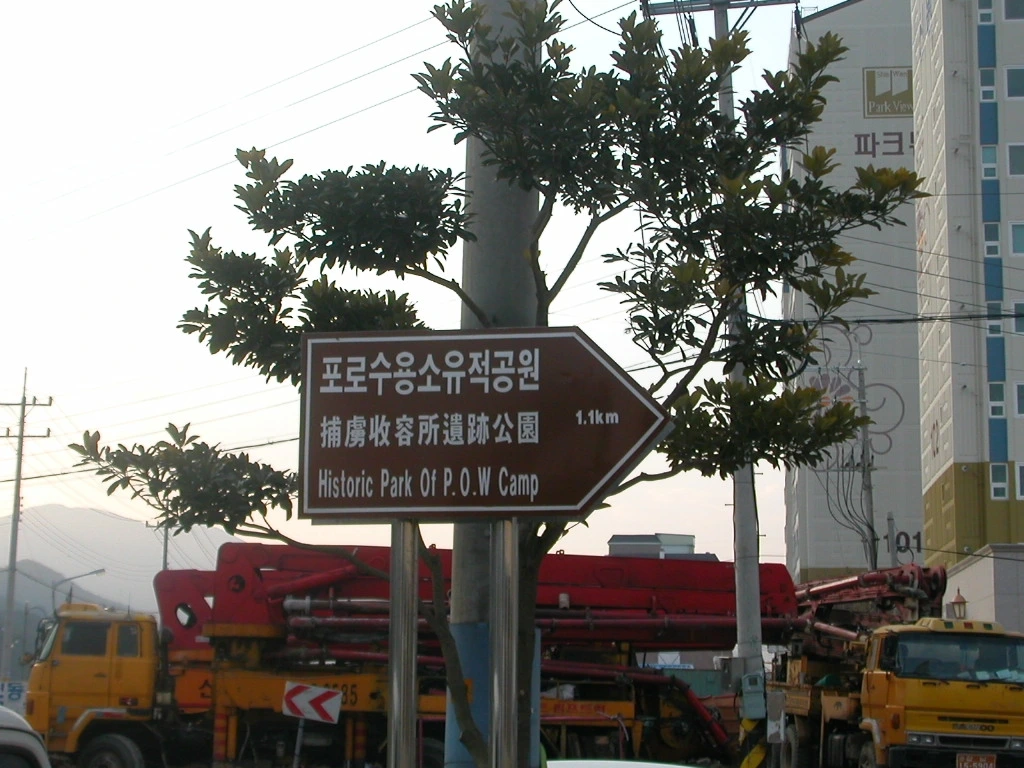 Park View
파크
포로수용소유적공원
捕虜收容所遺跡公園
1.1km
Historic Park Of P.O.W Camp
101